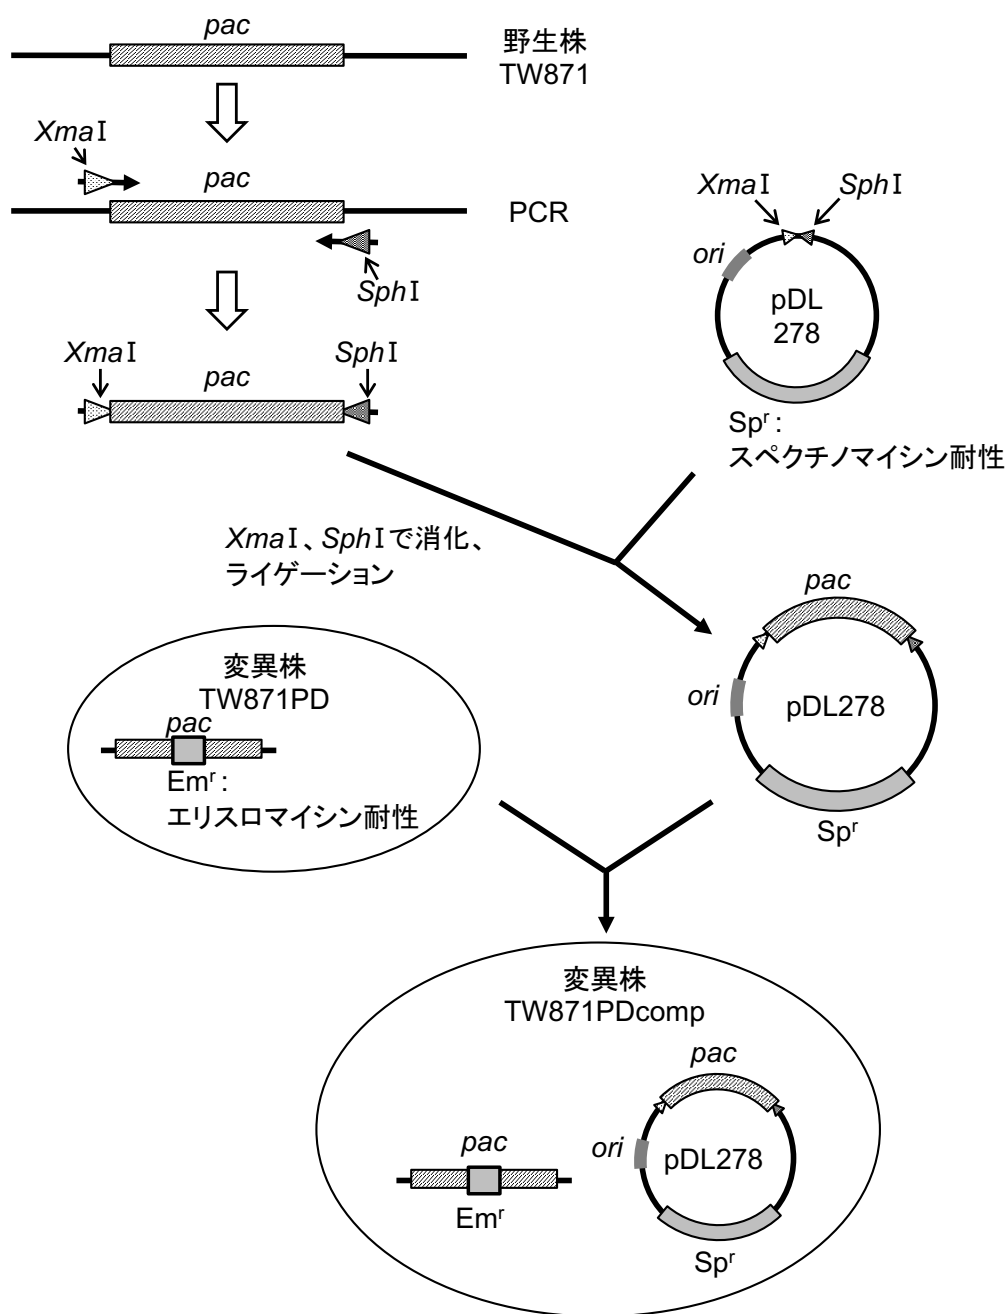 pac
野生株
TW871
XmaⅠ
pac
PCR
SphⅠ
XmaⅠ
SphⅠ
pac
XmaⅠ
SphⅠ
ori
pDL
278
Spʳ:
スペクチノマイシン耐性
XmaⅠ、SphⅠで消化、
ライゲーション
pac
ori
pDL278
Spʳ
変異株
TW871PD
pac
Emʳ:
エリスロマイシン耐性
変異株
TW871PDcomp
pac
ori
pDL278
Spʳ
pac
Emʳ